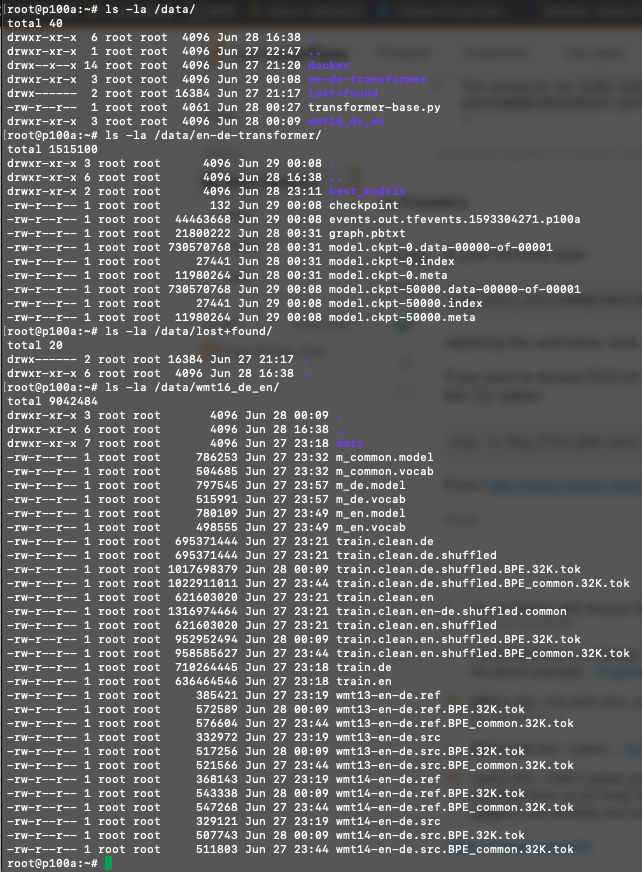 [root@p100a:~# ls -la /data/
total 40
drwxr-xr-x  6 root root  4096 Jun 28 16:38 .
drwxr-xr-x  1 root root  4096 Jun 27 22:47 ..
drwx--x--x 14 root root  4096 Jun 27 21:20 docker
drwxr-xr-x  3 root root  4096 Jun 29 00:08 en-de-transformer
drwx------  2 root root 16384 Jun 27 21:17 lost+found
-rw-r--r--  1 root root  4061 Jun 28 00:27 transformer-base.py
drwxr-xr-x  3 root root  4096 Jun 28 00:09 wmt16_de_en
[root@p100a:~# ls -la /data/en-de-transformer/
total 1515100
drwxr-xr-x 3 root root      4096 Jun 29 00:08 .
drwxr-xr-x 6 root root      4096 Jun 28 16:38 ..
drwxr-xr-x 2 root root      4096 Jun 28 23:11 best_models
-rw-r--r-- 1 root root       132 Jun 29 00:08 checkpoint
-rw-r--r-- 1 root root  44463668 Jun 29 00:08 events.out.tfevents.1593304271.p100a
-rw-r--r-- 1 root root  21800222 Jun 28 00:31 graph.pbtxt
-rw-r--r-- 1 root root 730570768 Jun 28 00:31 model.ckpt-0.data-00000-of-00001
-rw-r--r-- 1 root root     27441 Jun 28 00:31 model.ckpt-0.index
-rw-r--r-- 1 root root  11980264 Jun 28 00:31 model.ckpt-0.meta
-rw-r--r-- 1 root root 730570768 Jun 29 00:08 model.ckpt-50000.data-00000-of-00001
-rw-r--r-- 1 root root     27441 Jun 29 00:08 model.ckpt-50000.index
-rw-r--r-- 1 root root  11980264 Jun 29 00:08 model.ckpt-50000.meta
[root@p100a:~# ls -la /data/lost+found/
total 20
drwx------ 2 root root 16384 Jun 27 21:17 .
drwxr-xr-x 6 root root  4096 Jun 28 16:38 ..
[root@p100a:~# ls -la /data/wmt16_de_en/
total 9042484
drwxr-xr-x 3 root root       4096 Jun 28 00:09 .
drwxr-xr-x 6 root root       4096 Jun 28 16:38 ..
drwxr-xr-x 7 root root       4096 Jun 27 23:18 data
-rw-r--r-- 1 root root     786253 Jun 27 23:32 m_common.model
-rw-r--r-- 1 root root     504685 Jun 27 23:32 m_common.vocab
-rw-r--r-- 1 root root     797545 Jun 27 23:57 m_de.model
-rw-r--r-- 1 root root     515991 Jun 27 23:57 m_de.vocab
-rw-r--r-- 1 root root     780109 Jun 27 23:49 m_en.model
-rw-r--r-- 1 root root     498555 Jun 27 23:49 m_en.vocab
-rw-r--r-- 1 root root  695371444 Jun 27 23:21 train.clean.de
-rw-r--r-- 1 root root  695371444 Jun 27 23:21 train.clean.de.shuffled
-rw-r--r-- 1 root root 1017698379 Jun 28 00:09 train.clean.de.shuffled.BPE.32K.tok
-rw-r--r-- 1 root root 1022911011 Jun 27 23:44 train.clean.de.shuffled.BPE_common.32K.tok
-rw-r--r-- 1 root root  621603020 Jun 27 23:21 train.clean.en
-rw-r--r-- 1 root root 1316974464 Jun 27 23:21 train.clean.en-de.shuffled.common
-rw-r--r-- 1 root root  621603020 Jun 27 23:21 train.clean.en.shuffled
-rw-r--r-- 1 root root  952952494 Jun 28 00:09 train.clean.en.shuffled.BPE.32K.tok
-rw-r--r-- 1 root root  958585627 Jun 27 23:44 train.clean.en.shuffled.BPE_common.32K.tok
-rw-r--r-- 1 root root  710264445 Jun 27 23:18 train.de
-rw-r--r-- 1 root root  636464546 Jun 27 23:18 train.en
-rw-r--r-- 1 root root     385421 Jun 27 23:19 wmt13-en-de.ref
-rw-r--r-- 1 root root     572589 Jun 28 00:09 wmt13-en-de.ref.BPE.32K.tok
-rw-r--r-- 1 root root     576604 Jun 27 23:44 wmt13-en-de.ref.BPE_common.32K.tok
-rw-r--r-- 1 root root     332972 Jun 27 23:19 wmt13-en-de.src
-rw-r--r-- 1 root root     517256 Jun 28 00:09 wmt13-en-de.src.BPE.32K.tok
-rw-r--r-- 1 root root     521566 Jun 27 23:44 wmt13-en-de.src.BPE_common.32K.tok
-rw-r--r-- 1 root root     368143 Jun 27 23:19 wmt14-en-de.ref
-rw-r--r-- 1 root root     543338 Jun 28 00:09 wmt14-en-de.ref.BPE.32K.tok
-rw-r--r-- 1 root root     547268 Jun 27 23:44 wmt14-en-de.ref.BPE_common.32K.tok
-rw-r--r-- 1 root root     329121 Jun 27 23:19 wmt14-en-de.src
-rw-r--r-- 1 root root     507743 Jun 28 00:09 wmt14-en-de.src.BPE.32K.tok
-rw-r--r-- 1 root root     511803 Jun 27 23:44 wmt14-en-de.src.BPE_common.32K.tok
root@p100a:~#